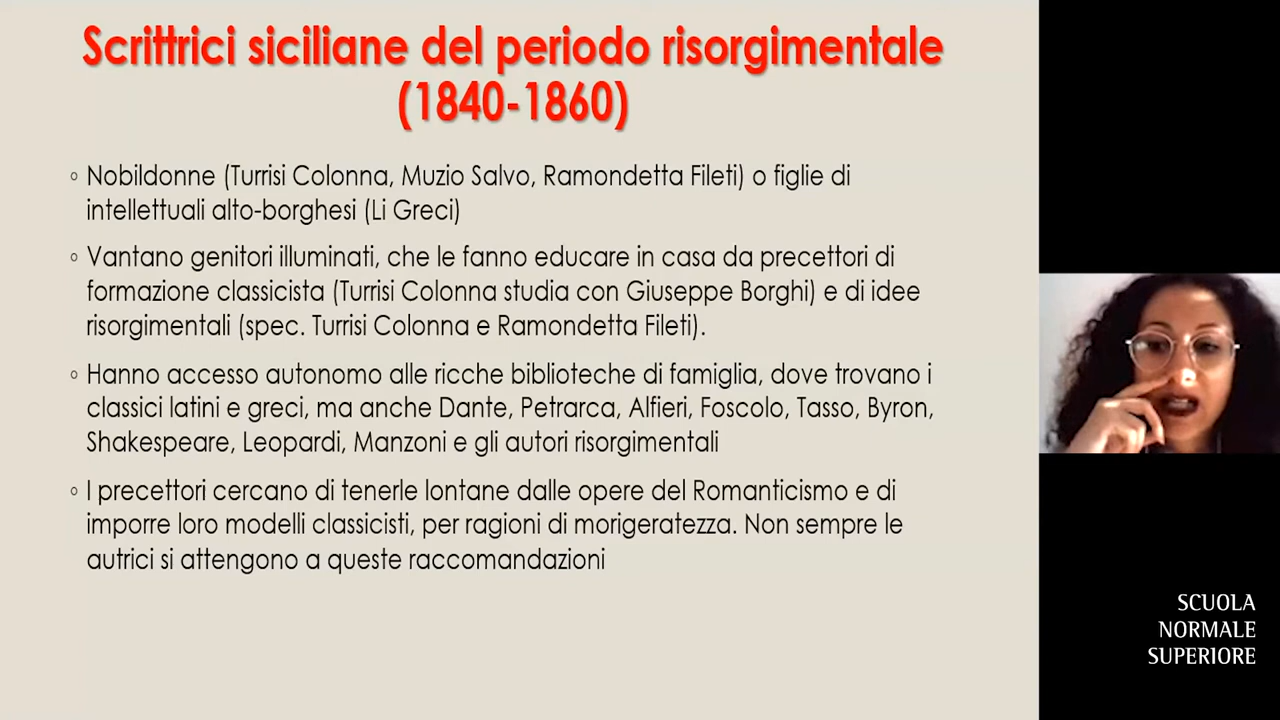 Scrittrici siciliane del periodo risorgimentale
(1840-1860)
◦ Nobildonne (Turrisi Colonna, Muzio Salvo, Ramondetta Fileti) o figlie di
intellettuali alto-borghesi (Li Greci)
◦ Vantano genitori illuminati, che le fanno educare in casa da precettori di
formazione classicista (Turrisi Colonna studia con Giuseppe Borghi) e di idee
risorgimentali (spec. Turrisi Colonna e Ramondetta Fileti).
◦ Hanno accesso autonomo alle ricche biblioteche di famiglia, dove trovano i
classici latini e greci, ma anche Dante, Petrarca, Alfieri, Foscolo, Tasso, Byron,
Shakespeare, Leopardi, Manzoni e gli autori risorgimentali
◦ I precettori cercano di tenerle lontane dalle opere del Romanticismo e di
imporre loro modelli classicisti, per ragioni di morigeratezza. Non sempre le
autrici si attengono a queste raccomandazioni
SCUOLA
NORMALE
SUPERIORE